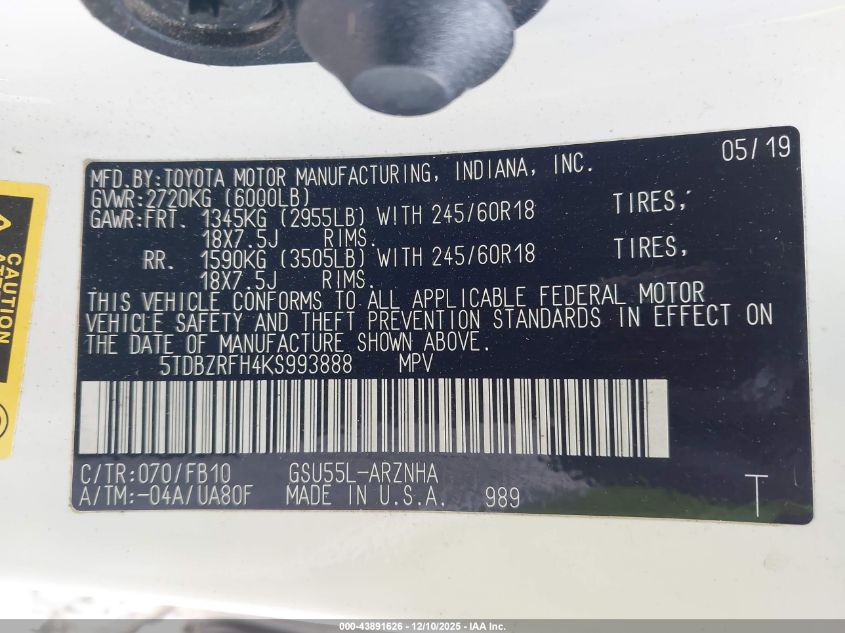 05/19
MFD.BY:TOYOTA MOTOR MANUFACTURING, INDIANA, INC.
GVWR:2720KG (6000LB)
GAWR:FRT. 1345KG (2955LB) WITH 245/60R18 TIRES,
18X7.5J RIMS.
RR. 1590KG (3505LB) WITH 245/60R18 TIRES,
18X7.5J RIMS.
THIS VEHICLE CONFORMS TO ALL APPLICABLE FEDERAL MOTOR
VEHICLE SAFETY AND THEFT PREVENTION STANDARDS IN EFFECT ON
THE DATE OF MANUFACTURE SHOWN ABOVE.
5TDBZRFH4KS993888 MPV
C/TR:070/FB10 GSU55L-ARZNHA
A/TM:-04A/UA80F MADE IN U.S.A. 989 T
CAUTION
000-43891626 - 12/10/2025 - IAA Inc.